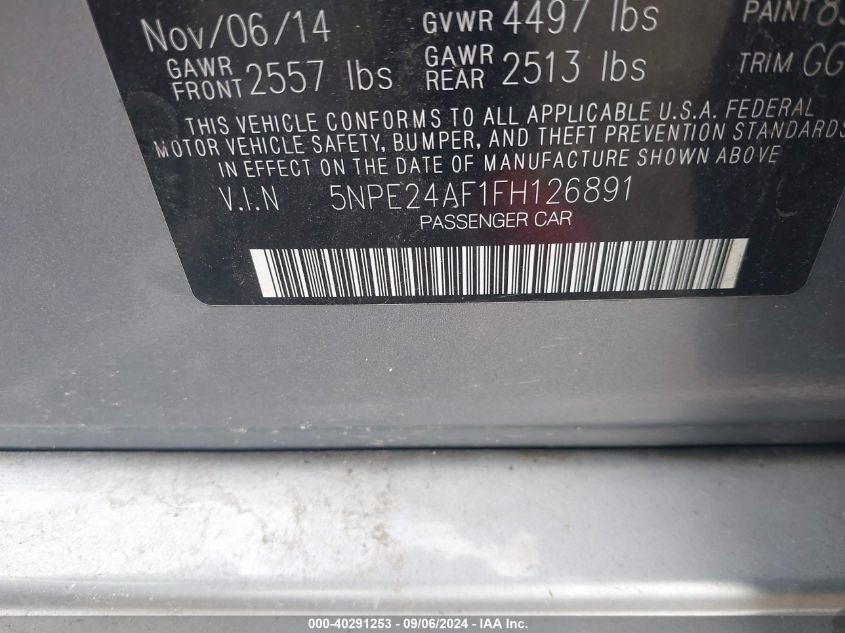 Nov/06/14 GVWR 4497 lbs PAINT
GAWR FRONT 2557 lbs GAWR REAR 2513 lbs TRIM GG
THIS VEHICLE CONFORMS TO ALL APPLICABLE U.S.A. FEDERAL
MOTOR VEHICLE SAFETY, BUMPER, AND THEFT PREVENTION STANDARDS
IN EFFECT ON THE DATE OF MANUFACTURE SHOWN ABOVE
V.I.N 5NPE24AF1FH126891
PASSENGER CAR
000-40291253 - 09/06/2024 - IAA Inc.